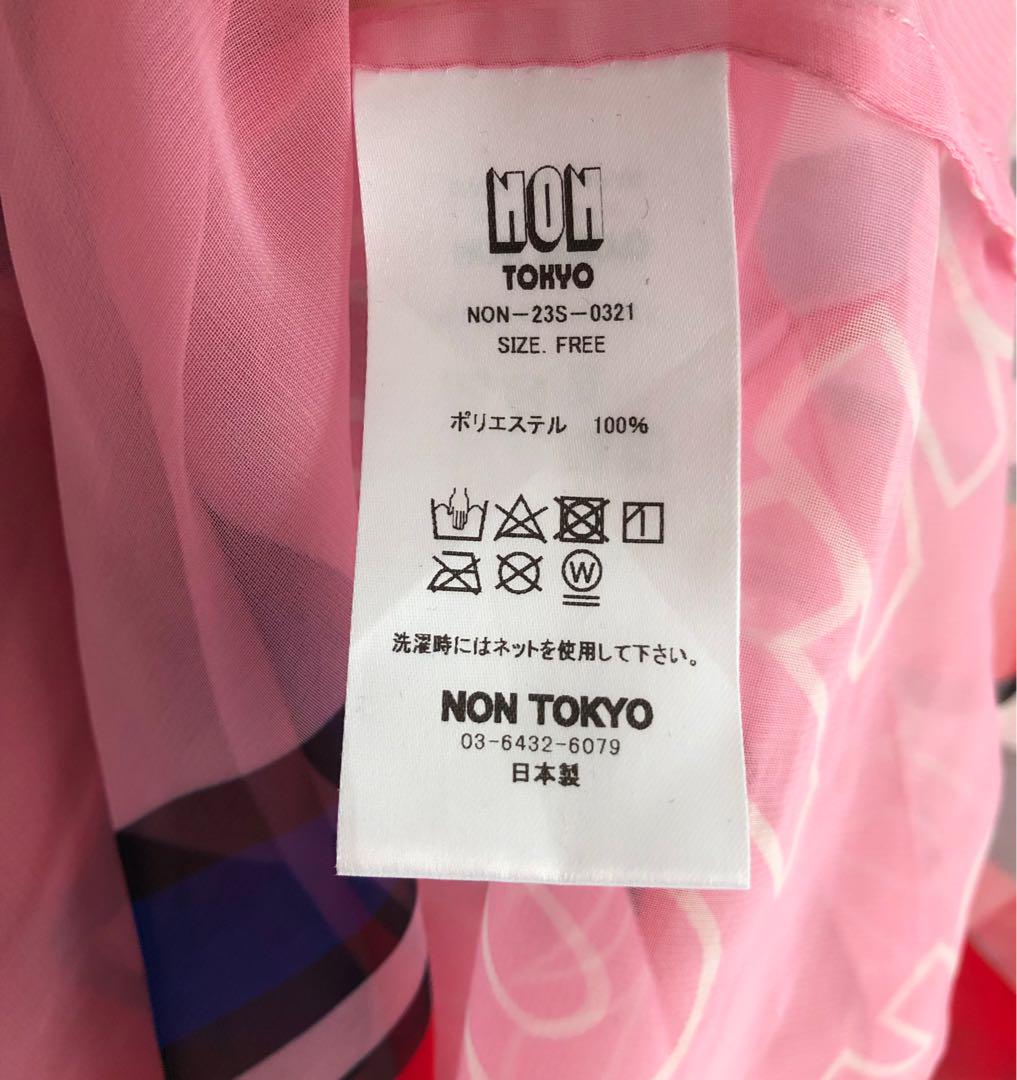 NON
TOKYO
NON-23S-0321
SIZE. FREE
ポリエステル 100%
W
洗濯時にはネットを使用して下さい。
NON TOKYO
03-6432-6079
日本製